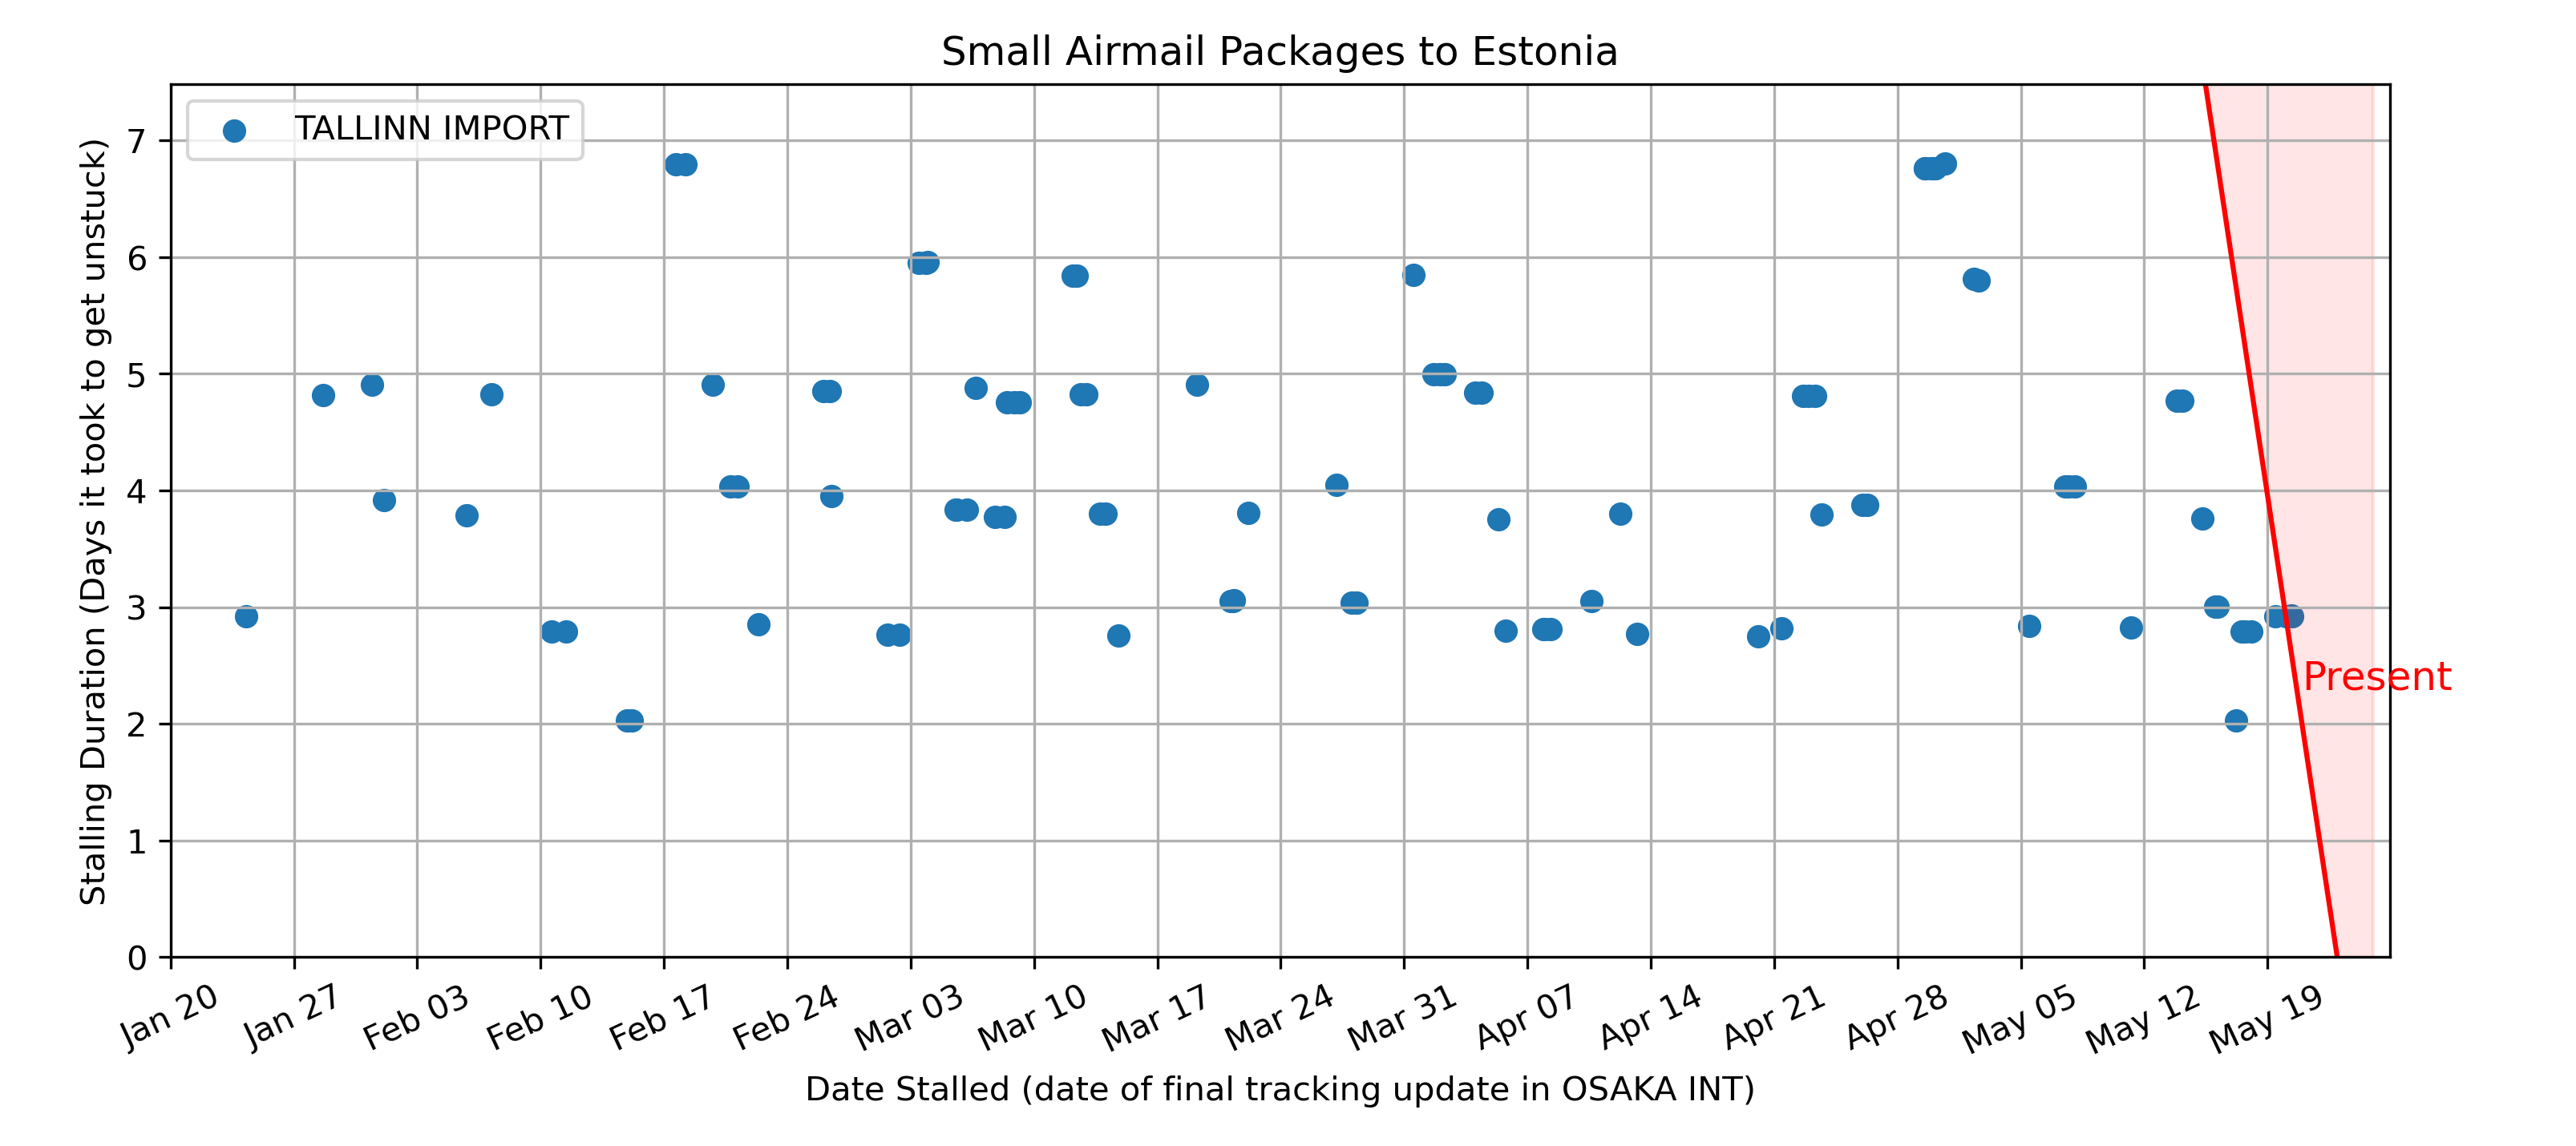 Small Airmail Packages to Estonia
TALLINN IMPORT
Stalling Duration (Days it took to get unstuck)
7
6
5
4
3
2
1
0
Present
Jan 20
Jan 27
Feb 03
Feb 10
Feb 17
Feb 24
Mar 03
Mar 10
Mar 17
Mar 24
Mar 31
Apr 07
Apr 14
Apr 21
Apr 28
May 05
May 12
May 19
Date Stalled (date of final tracking update in OSAKA INT)